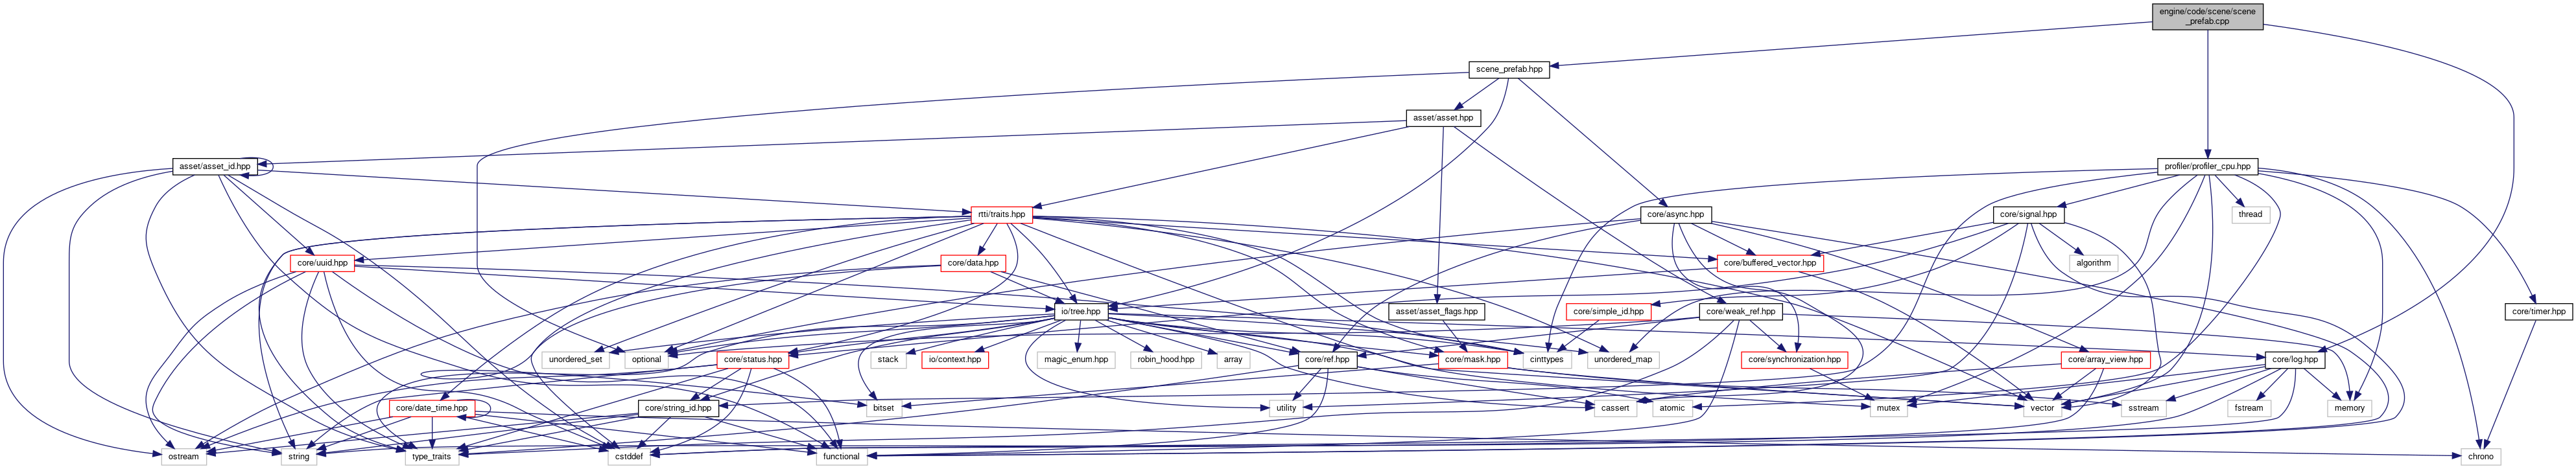 engine/code/scene/scene
_prefab.cpp
scene_prefab.hpp
asset/asset.hpp
asset/asset_id.hpp
profiler/profiler_cpu.hpp
rtti/traits.hpp
core/async.hpp
core/signal.hpp
thread
core/uuid.hpp
core/data.hpp
core/buffered_vector.hpp
algorithm
io/tree.hpp
asset/asset_flags.hpp
core/simple_id.hpp
core/weak_ref.hpp
core/timer.hpp
unordered_set
optional
core/status.hpp
stack
io/context.hpp
magic_enum.hpp
robin_hood.hpp
array
core/ref.hpp
core/mask.hpp
cinttypes
unordered_map
core/synchronization.hpp
core/array_view.hpp
core/log.hpp
core/date_time.hpp
core/string_id.hpp
bitset
utility
cassert
atomic
mutex
vector
sstream
fstream
memory
ostream
string
type_traits
cstddef
functional
chrono